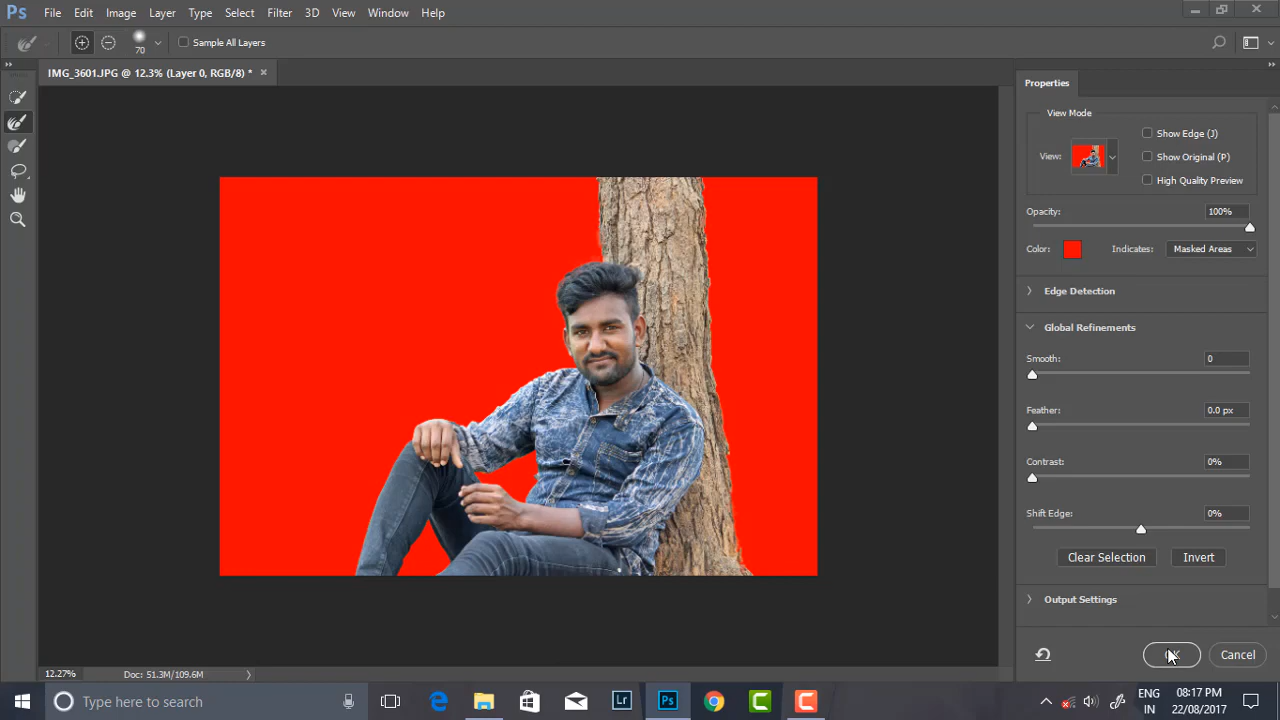 Ps File Edit Image Layer Type Select Filter 3D View Window Help
70 Sample All Layers
IMG_3601.JPG @ 12.3% (Layer 0, RGB/8) *
Properties
View Mode
Show Edge (J)
View: Show Original (P)
High Quality Preview
Opacity: 100%
Color: Indicates: Masked Areas
Edge Detection
Global Refinements
Smooth: 0
Feather: 0.0 px
Contrast: 0%
Shift Edge: 0%
Clear Selection Invert
Output Settings
Cancel
12.27% Doc: 51.3M/109.6M
Type here to search Lr Ps C C ENG 08:17 PM
IN 22/08/2017